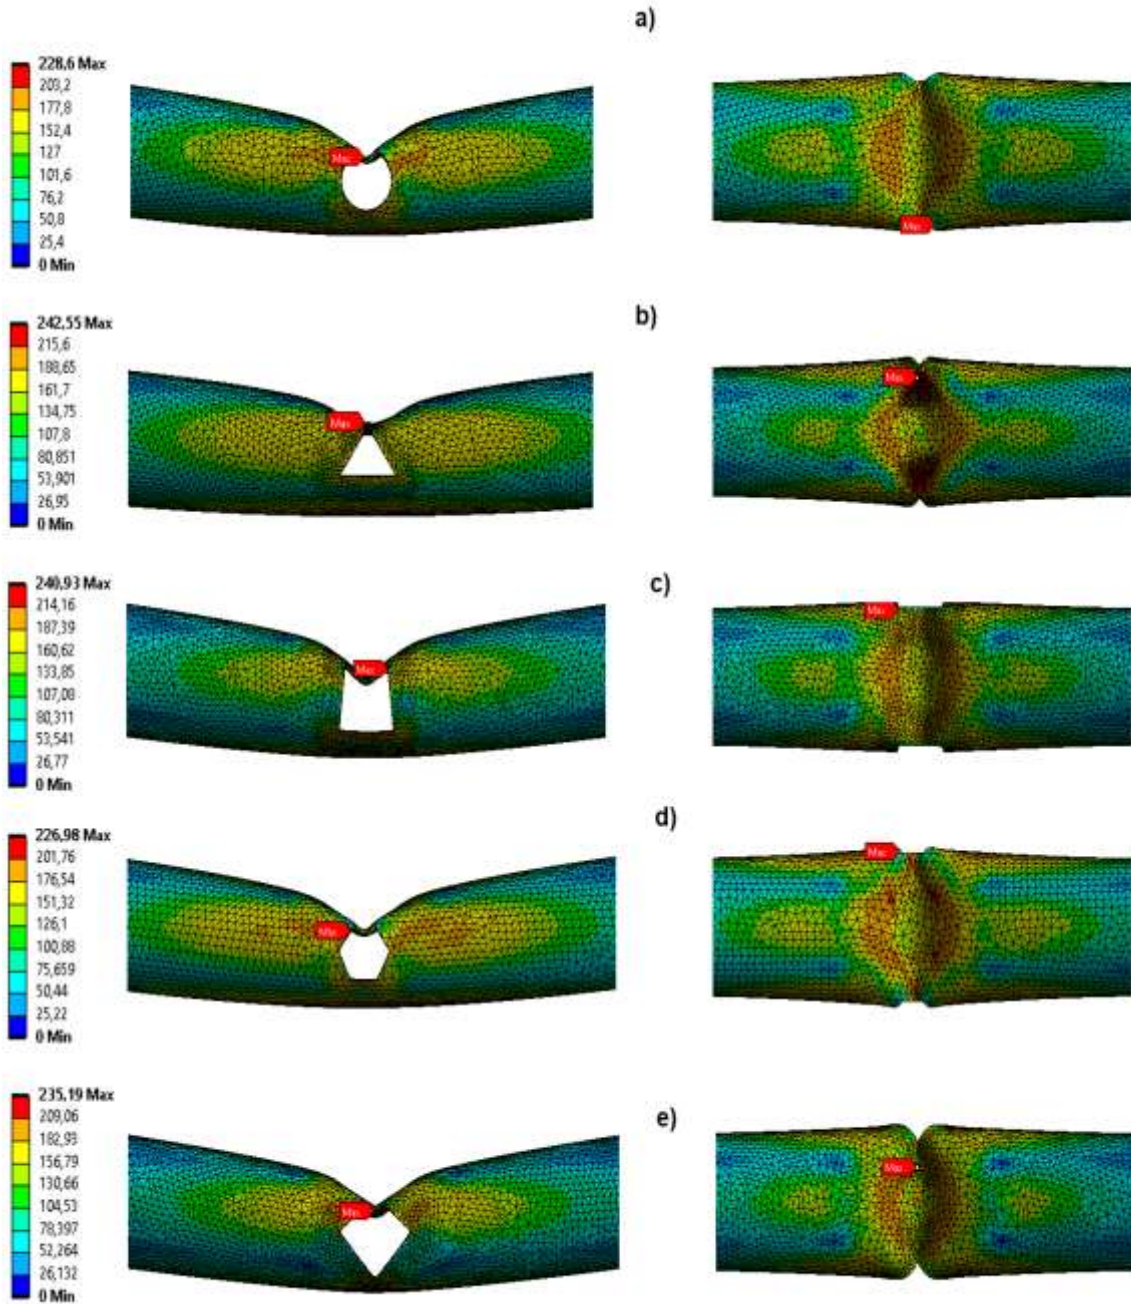 a)
228,6 Max
203,2
177,8
152,4
127
101,6
76,2
50,8
25,4
0 Min
Max
Max
b)
242,55 Max
215,6
188,65
161,7
134,75
107,8
80,851
53,901
26,95
0 Min
Max
Max
c)
240,93 Max
214,16
187,39
160,62
133,85
107,08
80,311
53,541
26,77
0 Min
Max
Max
d)
226,98 Max
201,76
176,54
151,32
126,1
100,88
75,659
50,44
25,22
0 Min
Max
Max
e)
235,19 Max
209,06
182,93
156,79
130,66
104,53
78,397
52,264
26,132
0 Min
Max
Max